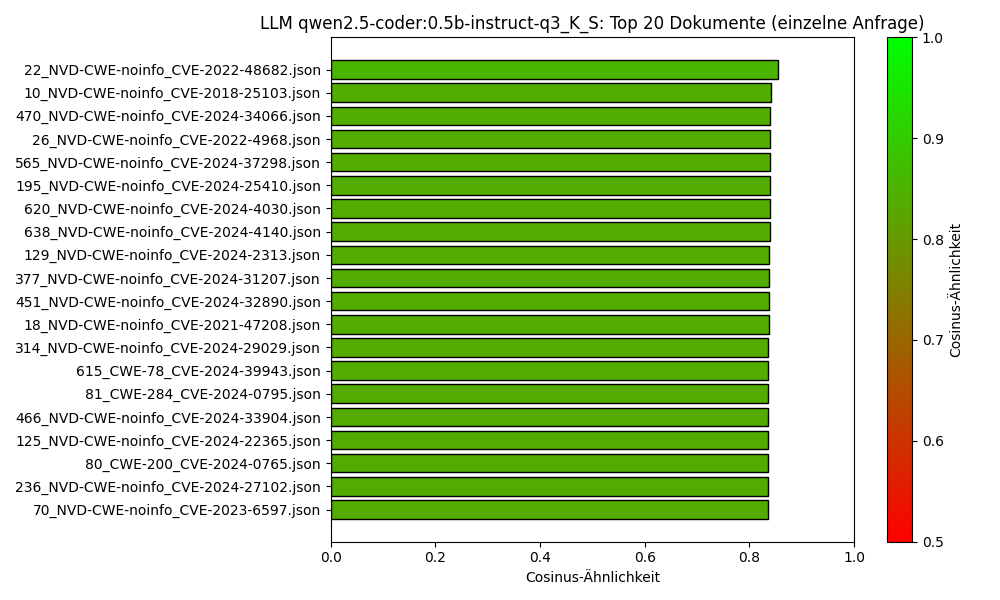 LLM qwen2.5-coder:0.5b-instruct-q3_K_S: Top 20 Dokumente (einzelne Anfrage)
22_NVD-CWE-noinfo_CVE-2022-48682.json
10_NVD-CWE-noinfo_CVE-2018-25103.json
470_NVD-CWE-noinfo_CVE-2024-34066.json
26_NVD-CWE-noinfo_CVE-2022-4968.json
565_NVD-CWE-noinfo_CVE-2024-37298.json
195_NVD-CWE-noinfo_CVE-2024-25410.json
620_NVD-CWE-noinfo_CVE-2024-4030.json
638_NVD-CWE-noinfo_CVE-2024-4140.json
129_NVD-CWE-noinfo_CVE-2024-2313.json
377_NVD-CWE-noinfo_CVE-2024-31207.json
451_NVD-CWE-noinfo_CVE-2024-32890.json
18_NVD-CWE-noinfo_CVE-2021-47208.json
314_NVD-CWE-noinfo_CVE-2024-29029.json
615_CWE-78_CVE-2024-39943.json
81_CWE-284_CVE-2024-0795.json
466_NVD-CWE-noinfo_CVE-2024-33904.json
125_NVD-CWE-noinfo_CVE-2024-22365.json
80_CWE-200_CVE-2024-0765.json
236_NVD-CWE-noinfo_CVE-2024-27102.json
70_NVD-CWE-noinfo_CVE-2023-6597.json
0.0 0.2 0.4 0.6 0.8 1.0
Cosinus-Ähnlichkeit
1.0
0.9
0.8
0.7
0.6
0.5
Cosinus-Ähnlichkeit